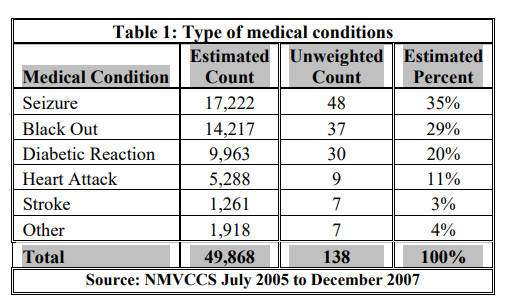 Table 1: Type of medical conditions
Medical Condition Estimated Count Unweighted Count Estimated Percent
Seizure 17,222 48 35%
Black Out 14,217 37 29%
Diabetic Reaction 9,963 30 20%
Heart Attack 5,288 9 11%
Stroke 1,261 7 3%
Other 1,918 7 4%
Total 49,868 138 100%
Source: NMVCCS July 2005 to December 2007